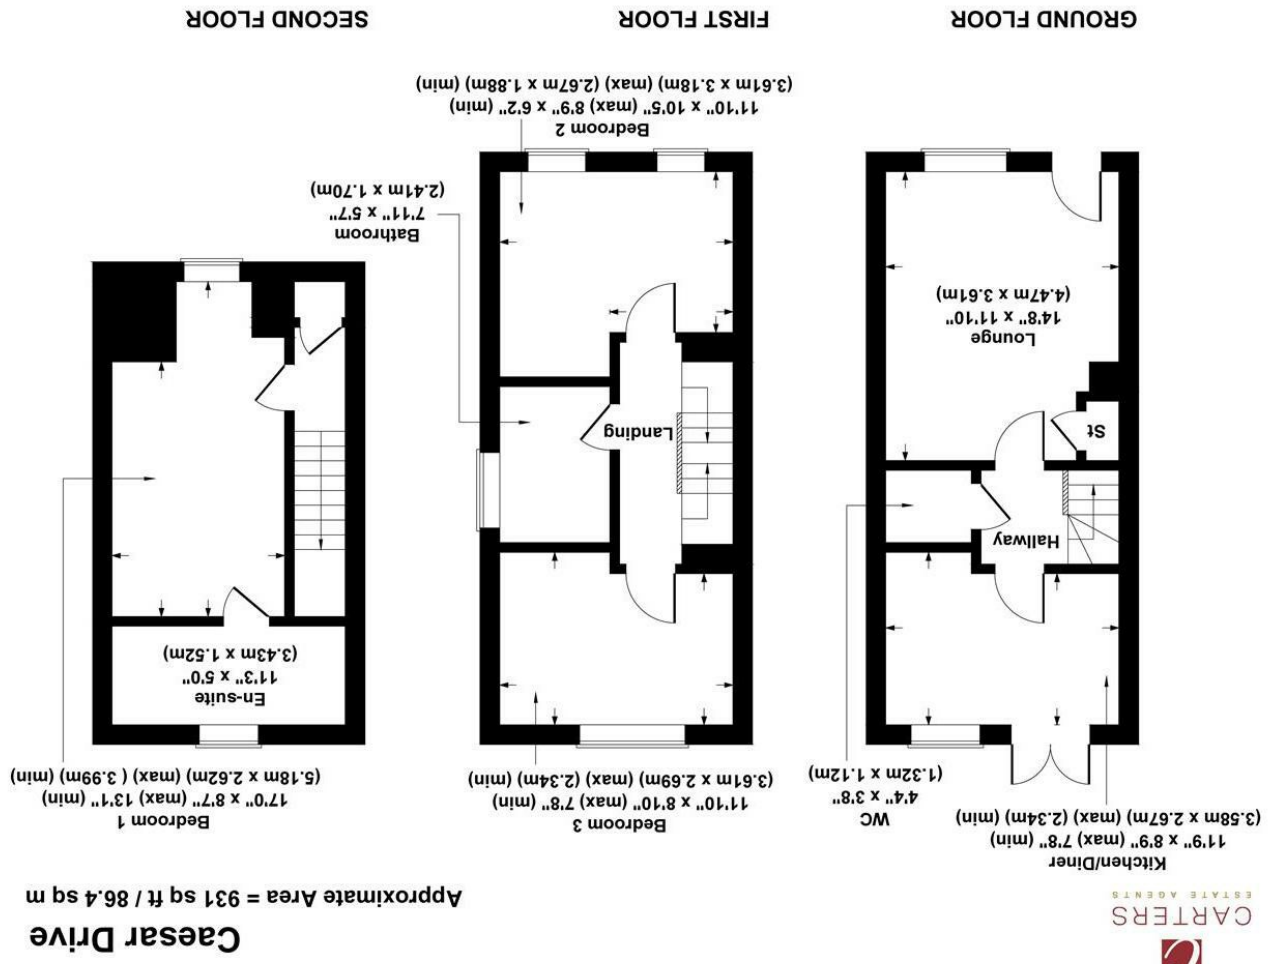 CARTERS
ESTATE AGENTS
Caesar Drive
Approximate Area = 931 sq ft / 86.4 sq m
Kitchen/Diner
11'9" x 8'9" (max) 7'8" (min)
(3.58m x 2.67m) (max) (2.34m) (min)
WC
4'4" x 3'8"
(1.32m x 1.12m)
Hallway
St
Lounge
14'8" x 11'10"
(4.47m x 3.61m)
GROUND FLOOR
Bedroom 3
11'10" x 8'10" (max) 7'8" (min)
(3.61m x 2.69m) (max) (2.34m) (min)
Landing
Bathroom
7'11" x 5'7"
(2.41m x 1.70m)
Bedroom 2
11'10" x 10'5" (max) 8'9" x 6'2" (min)
(3.61m x 3.18m) (max) (2.67m x 1.88m) (min)
FIRST FLOOR
Bedroom 1
17'0" x 8'7" (max) 13'1" (min)
(5.18m x 2.62m) (max) ( 3.99m) (min)
En-suite
11'3" x 5'0"
(3.43m x 1.52m)
SECOND FLOOR